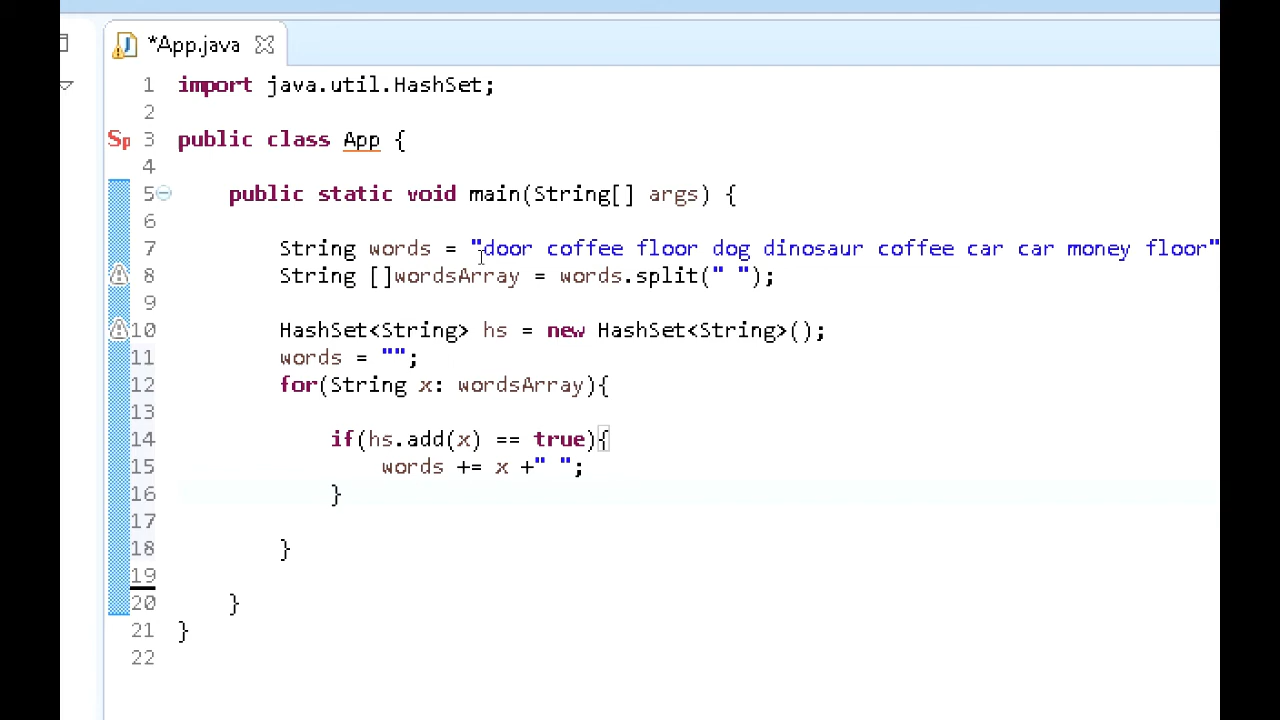 *App.java
1 import java.util.HashSet;
2
Sp 3 public class App {
4
5 public static void main(String[] args) {
6
7 String words = "door coffee floor dog dinosaur coffee car car money floor"
8 String []wordsArray = words.split(" ");
9
10 HashSet<String> hs = new HashSet<String>();
11 words = "";
12 for(String x: wordsArray){
13
14 if(hs.add(x) == true){
15 words += x +" ";
16 }
17
18 }
19
20 }
21 }
22